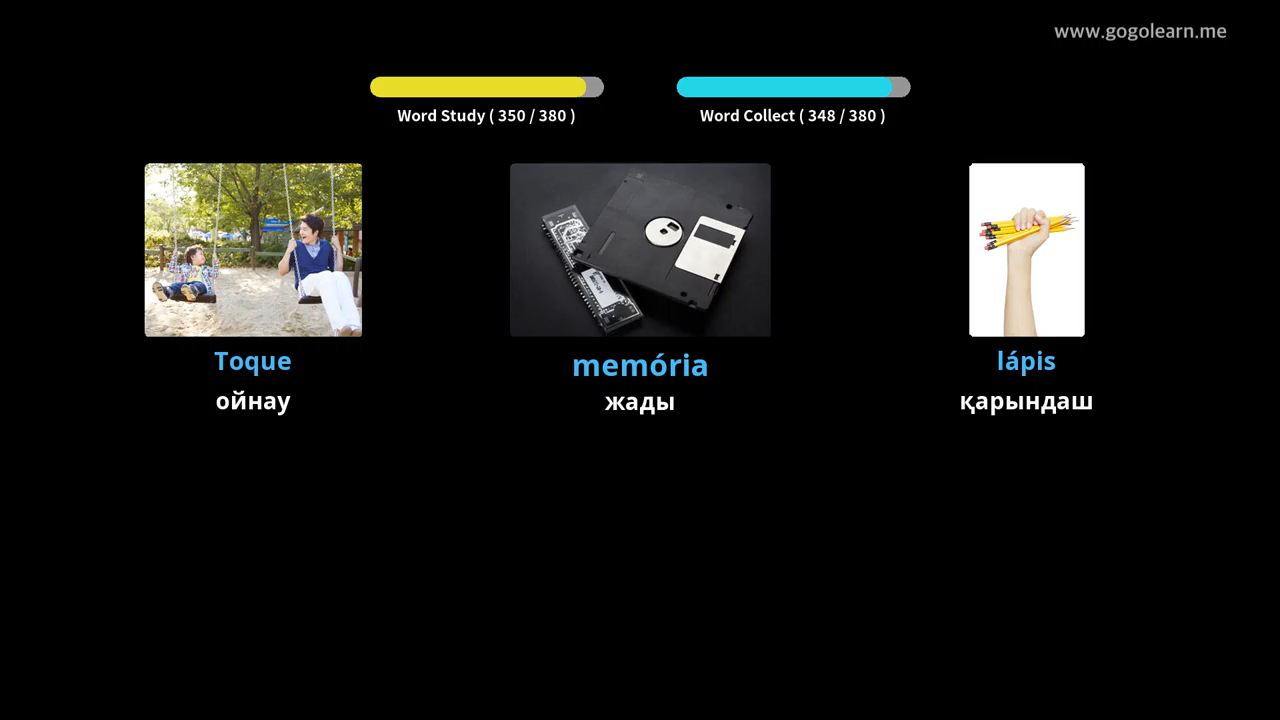 www.gogolearn.me
Word Study ( 350 / 380 )
Word Collect ( 348 / 380 )
Toque
memória
lápis
ойнау
жады
қарындаш